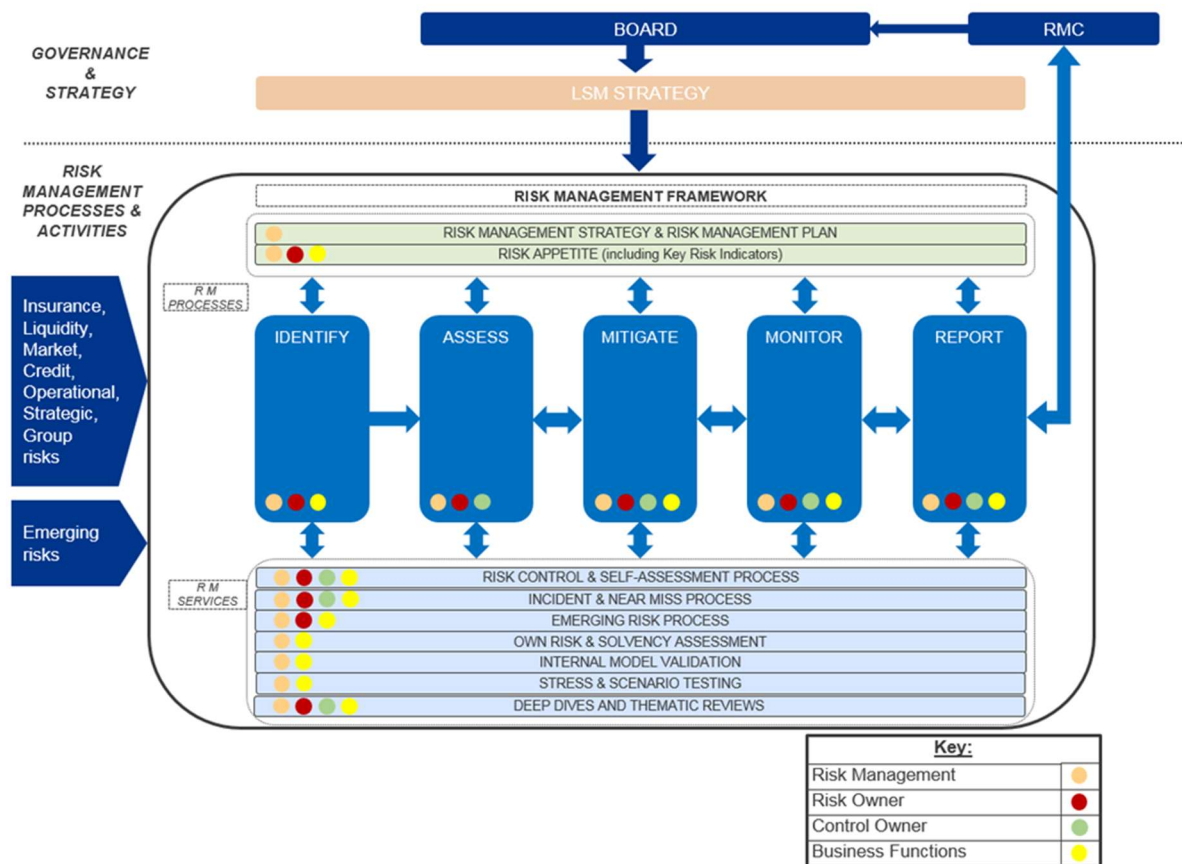 BOARD
RMC
GOVERNANCE
&
STRATEGY
LSM STRATEGY
RISK
MANAGEMENT
PROCESSES &
ACTIVITIES
RISK MANAGEMENT FRAMEWORK
RISK MANAGEMENT STRATEGY & RISK MANAGEMENT PLAN
RISK APPETITE (including Key Risk Indicators)
R M
PROCESSES
Insurance,
Liquidity,
Market,
Credit,
Operational,
Strategic,
Group
risks
IDENTIFY
ASSESS
MITIGATE
MONITOR
REPORT
Emerging
risks
R M
SERVICES
RISK CONTROL & SELF-ASSESSMENT PROCESS
INCIDENT & NEAR MISS PROCESS
EMERGING RISK PROCESS
OWN RISK & SOLVENCY ASSESSMENT
INTERNAL MODEL VALIDATION
STRESS & SCENARIO TESTING
DEEP DIVES AND THEMATIC REVIEWS
Key:
Risk Management
Risk Owner
Control Owner
Business Functions